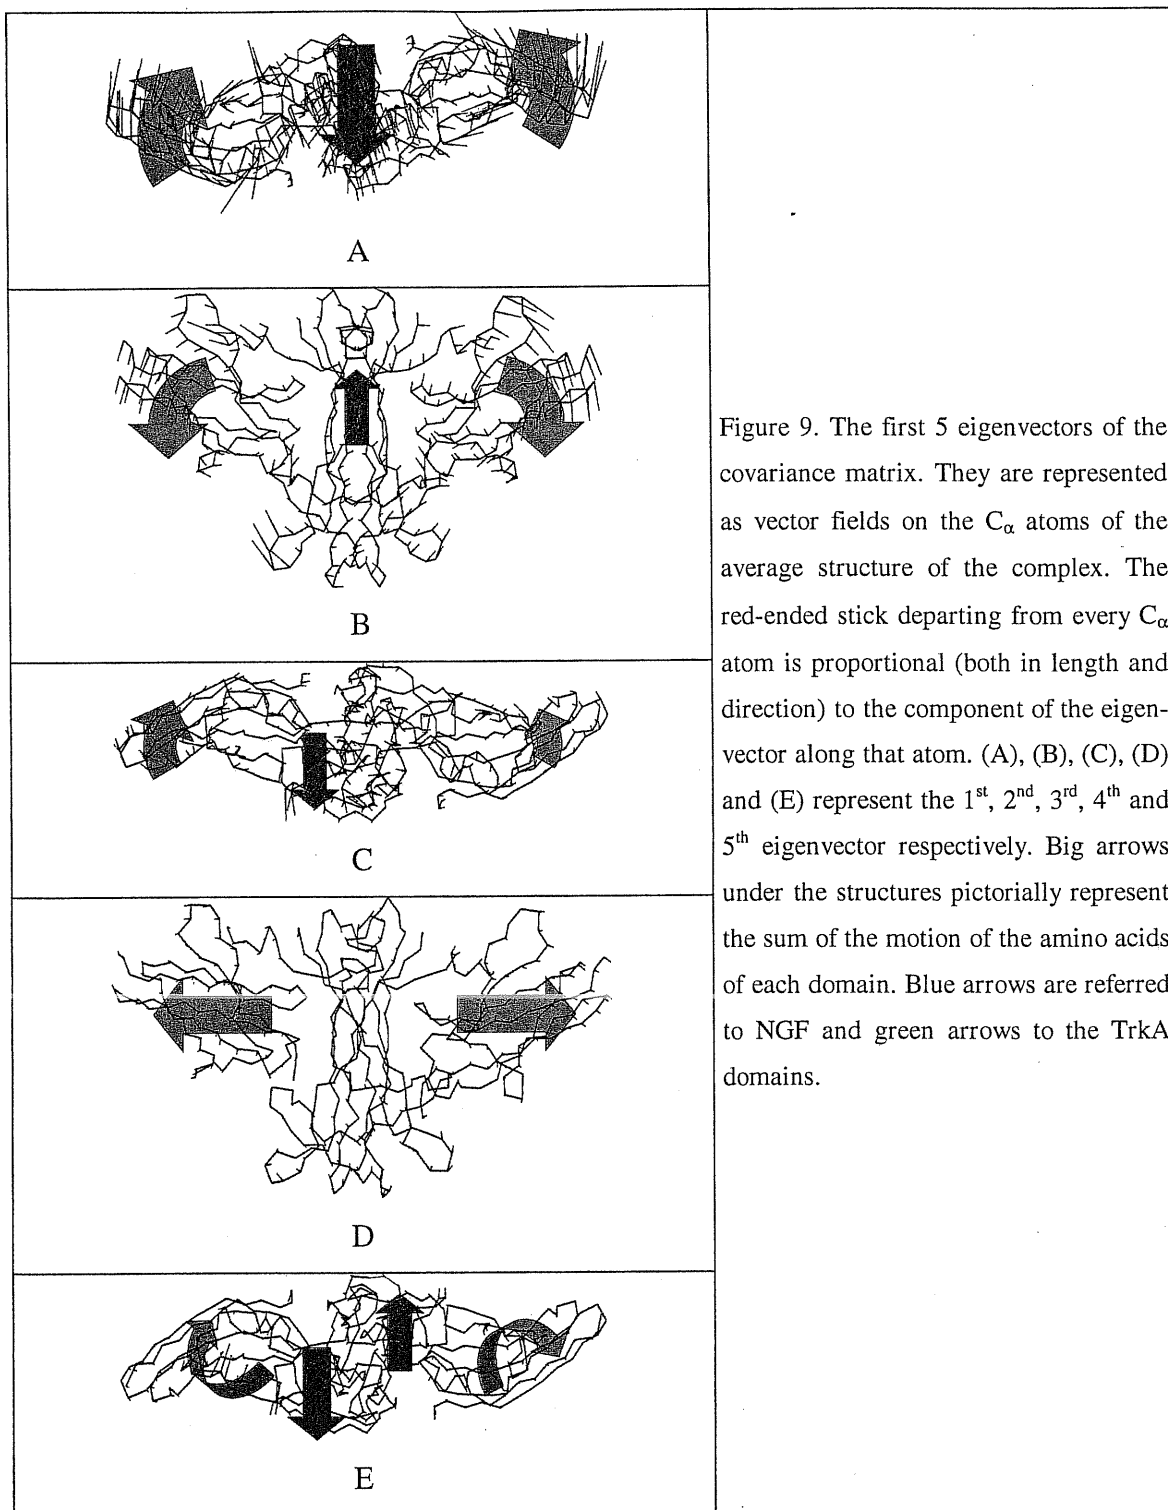 A
B
C
D
E
Figure 9. The first 5 eigenvectors of the
covariance matrix. They are represented
as vector fields on the Cα atoms of the
average structure of the complex. The
red-ended stick departing from every Cα
atom is proportional (both in length and
direction) to the component of the eigen-
vector along that atom. (A), (B), (C), (D)
and (E) represent the 1st, 2nd, 3rd, 4th and
5th eigenvector respectively. Big arrows
under the structures pictorially represent
the sum of the motion of the amino acids
of each domain. Blue arrows are referred
to NGF and green arrows to the TrkA
domains.